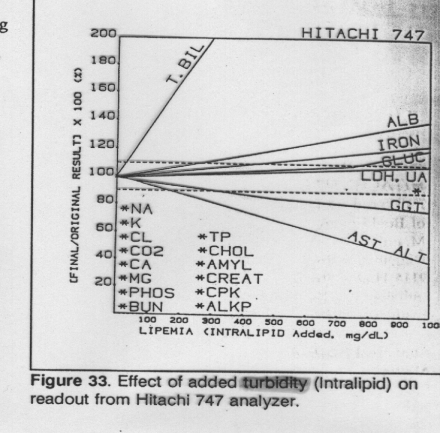 g
HITACHI 747
[FINAL/ORIGINAL RESULT] X 100 (%)
200
180
160
140
120
100
80
60
40
20
T. BIL
ALB
IRON
GLUC
LDH. UA
*
GGT
AST ALT
*NA
*K
*CL *TP
*CO2 *CHOL
*CA *AMYL
*MG *CREAT
*PHOS *CPK
*BUN *ALKP
100 200 300 400 500 600 700 800 900 1000
LIPEMIA (INTRALIPID Added. mg/dL)
Figure 33. Effect of added turbidity (Intralipid) on
readout from Hitachi 747 analyzer.